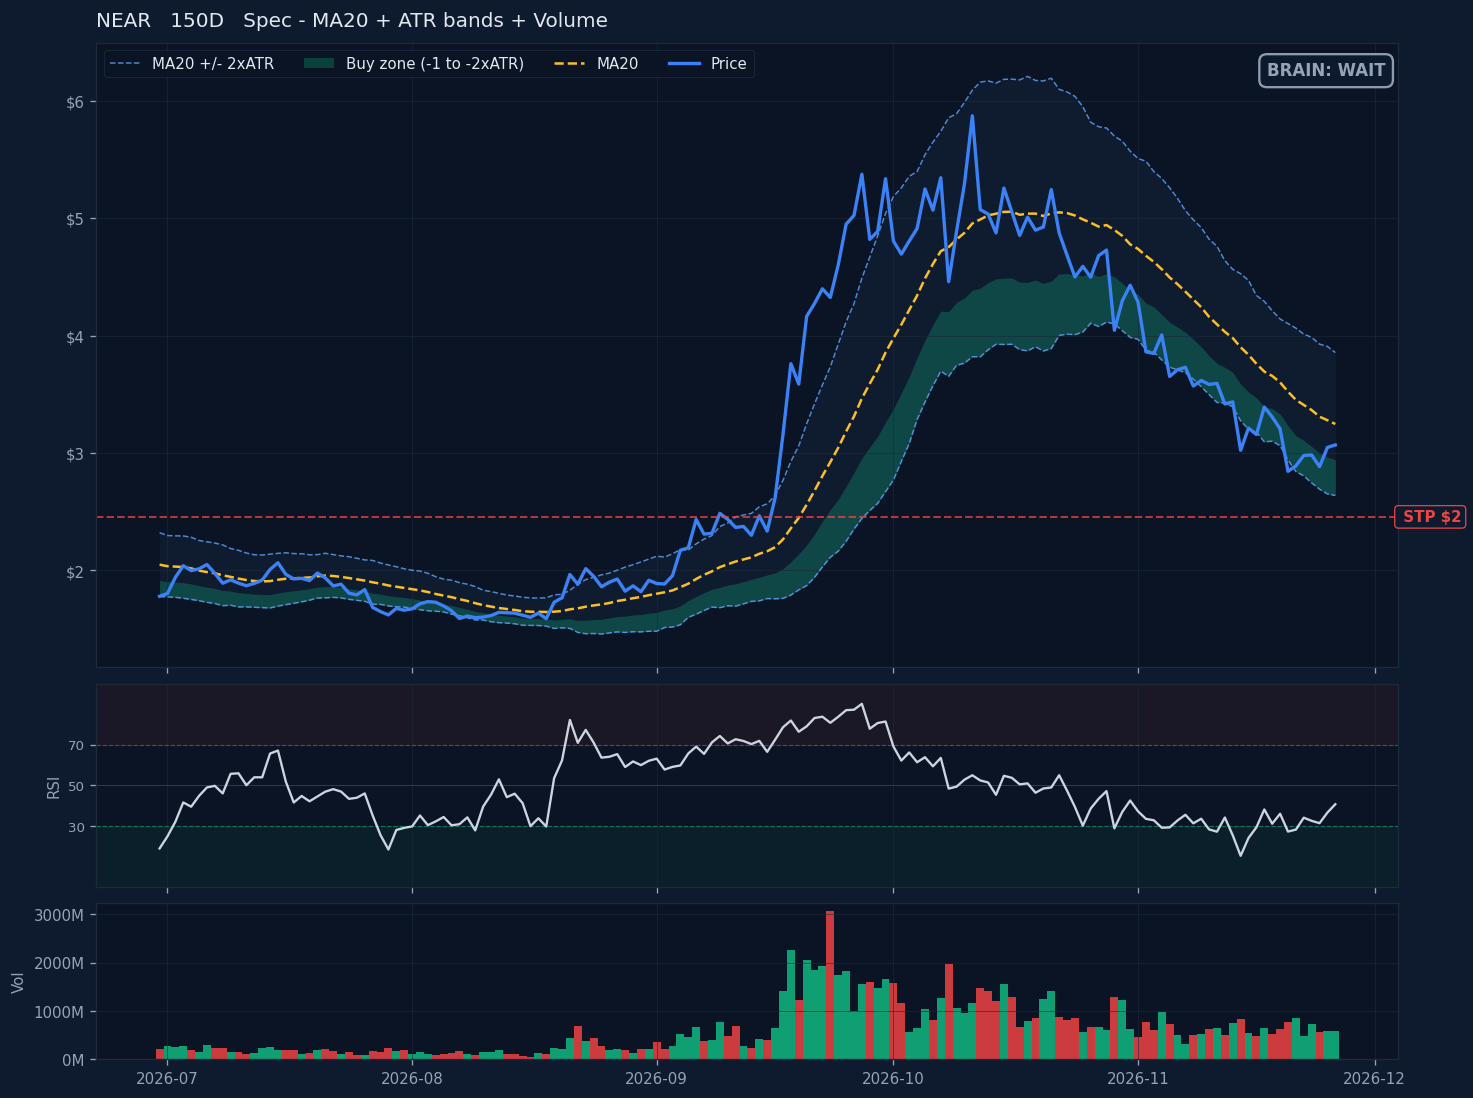 NEAR   150D   Spec - MA20 + ATR bands + Volume
MA20 +/- 2xATR
Buy zone (-1 to -2xATR)
MA20
Price
BRAIN: WAIT
$6
$5
$4
$3
$2
STP $2
RSI
70
50
30
Vol
3000M
2000M
1000M
0M
2026-07
2026-08
2026-09
2026-10
2026-11
2026-12